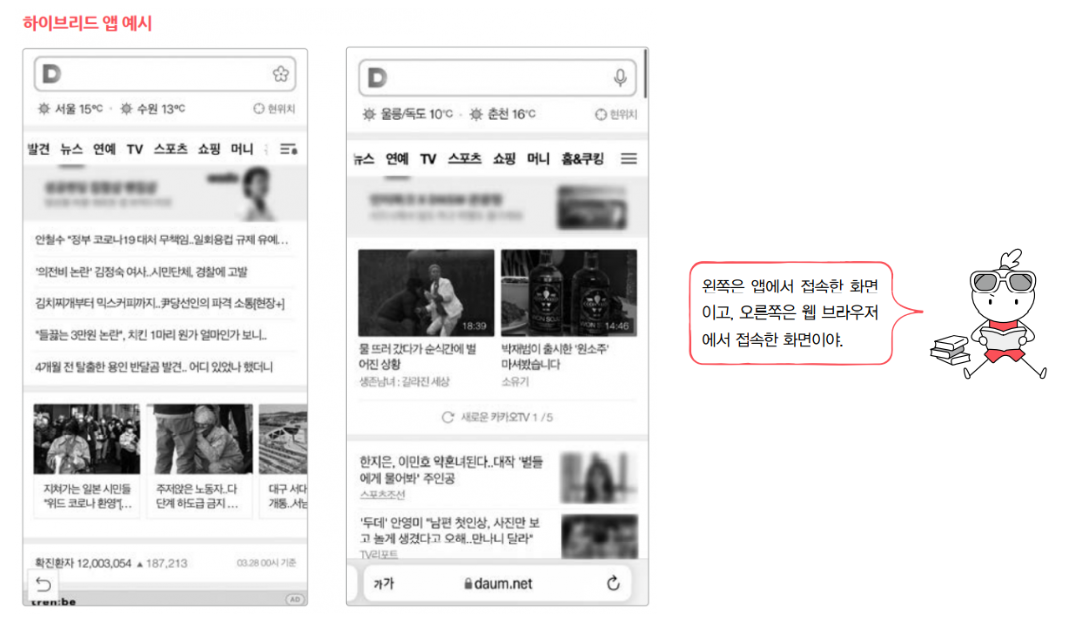 하이브리드 앱 예시
D
서울 15°C · 수원 13°C 현위치
발견 뉴스 연예 TV 스포츠 쇼핑 머니
안철수 "정부 코로나19 대처 무책임..일회용컵 규제 유예...
'의전비 논란' 김정숙 여사..시민단체, 경찰에 고발
김치찌개부터 믹스커피까지..尹당선인의 파격 소통[현장+]
"들끓는 3만원 논란", 치킨 1마리 원가 얼마인가 보니..
4개월 전 탈출한 용인 반달곰 발견.. 어디 있었나 했더니
지쳐가는 일본 시민들
"위드 코로나 환영"[...
주저앉은 노동자..다
단계 하도급 금지 ...
대구 서대
개통..서남
확진환자 12,003,054 ▲ 187,213 03.28 00시 기준
tren:be
AD
D
울릉/독도 10°C · 춘천 16°C 현위치
뉴스 연예 TV 스포츠 쇼핑 머니 홈&쿠킹
18:39
14:46
물 뜨러 갔다가 순식간에 벌
어진 상황
생존남녀 : 갈라진 세상
박재범이 출시한 '원소주'
마셔봤습니다
소유기
새로운 카카오TV 1 / 5
한지은, 이민호 약혼녀된다..대작 '별들
에게 물어봐' 주인공
스포츠조선
'두데' 안영미 "남편 첫인상, 사진만 보
고 놀게 생겼다고 오해..만나니 달라"
TV리포트
가가 daum.net
왼쪽은 앱에서 접속한 화면
이고, 오른쪽은 웹 브라우저
에서 접속한 화면이야.